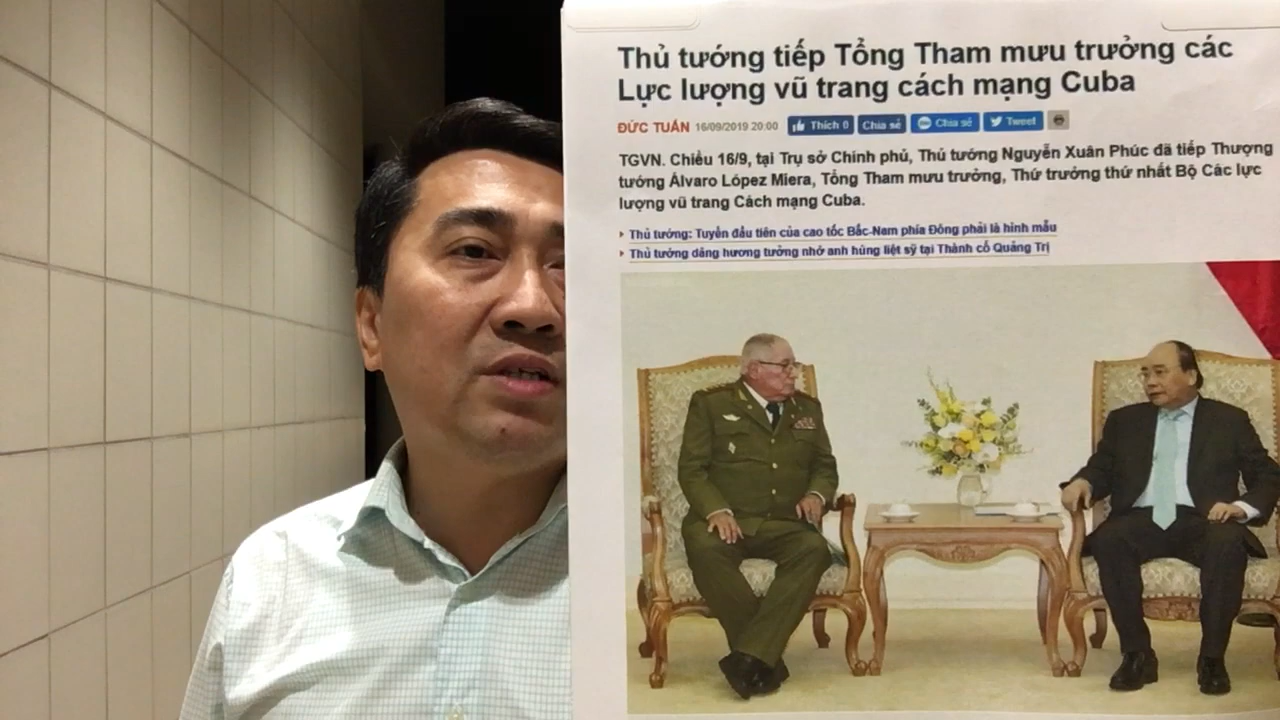 Thủ tướng tiếp Tổng Tham mưu trưởng các
Lực lượng vũ trang cách mạng Cuba
ĐỨC TUẤN 16/09/2019 20:00 Thích 0 Chia sẻ Chia sẻ Tweet
TGVN. Chiều 16/9, tại Trụ sở Chính phủ, Thủ tướng Nguyễn Xuân Phúc đã tiếp Thượng
tướng Álvaro López Miera, Tổng Tham mưu trưởng, Thứ trưởng thứ nhất Bộ Các lực
lượng vũ trang Cách mạng Cuba.
Thủ tướng: Tuyến đầu tiên của cao tốc Bắc-Nam phía Đông phải là hình mẫu
Thủ tướng dâng hương tưởng nhớ anh hùng liệt sỹ tại Thành cổ Quảng Trị